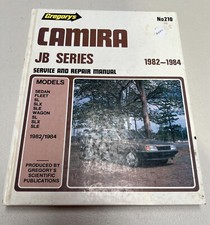 Gregory's
No 219
CAMIRA
JB SERIES
1982–1984
SERVICE AND REPAIR MANUAL
MODELS
SEDAN
FLEET
SL
SLX
SLE
WAGON
SL
SLX
SLE
1982/1984
PRODUCED BY
GREGORY'S
SCIENTIFIC
PUBLICATIONS